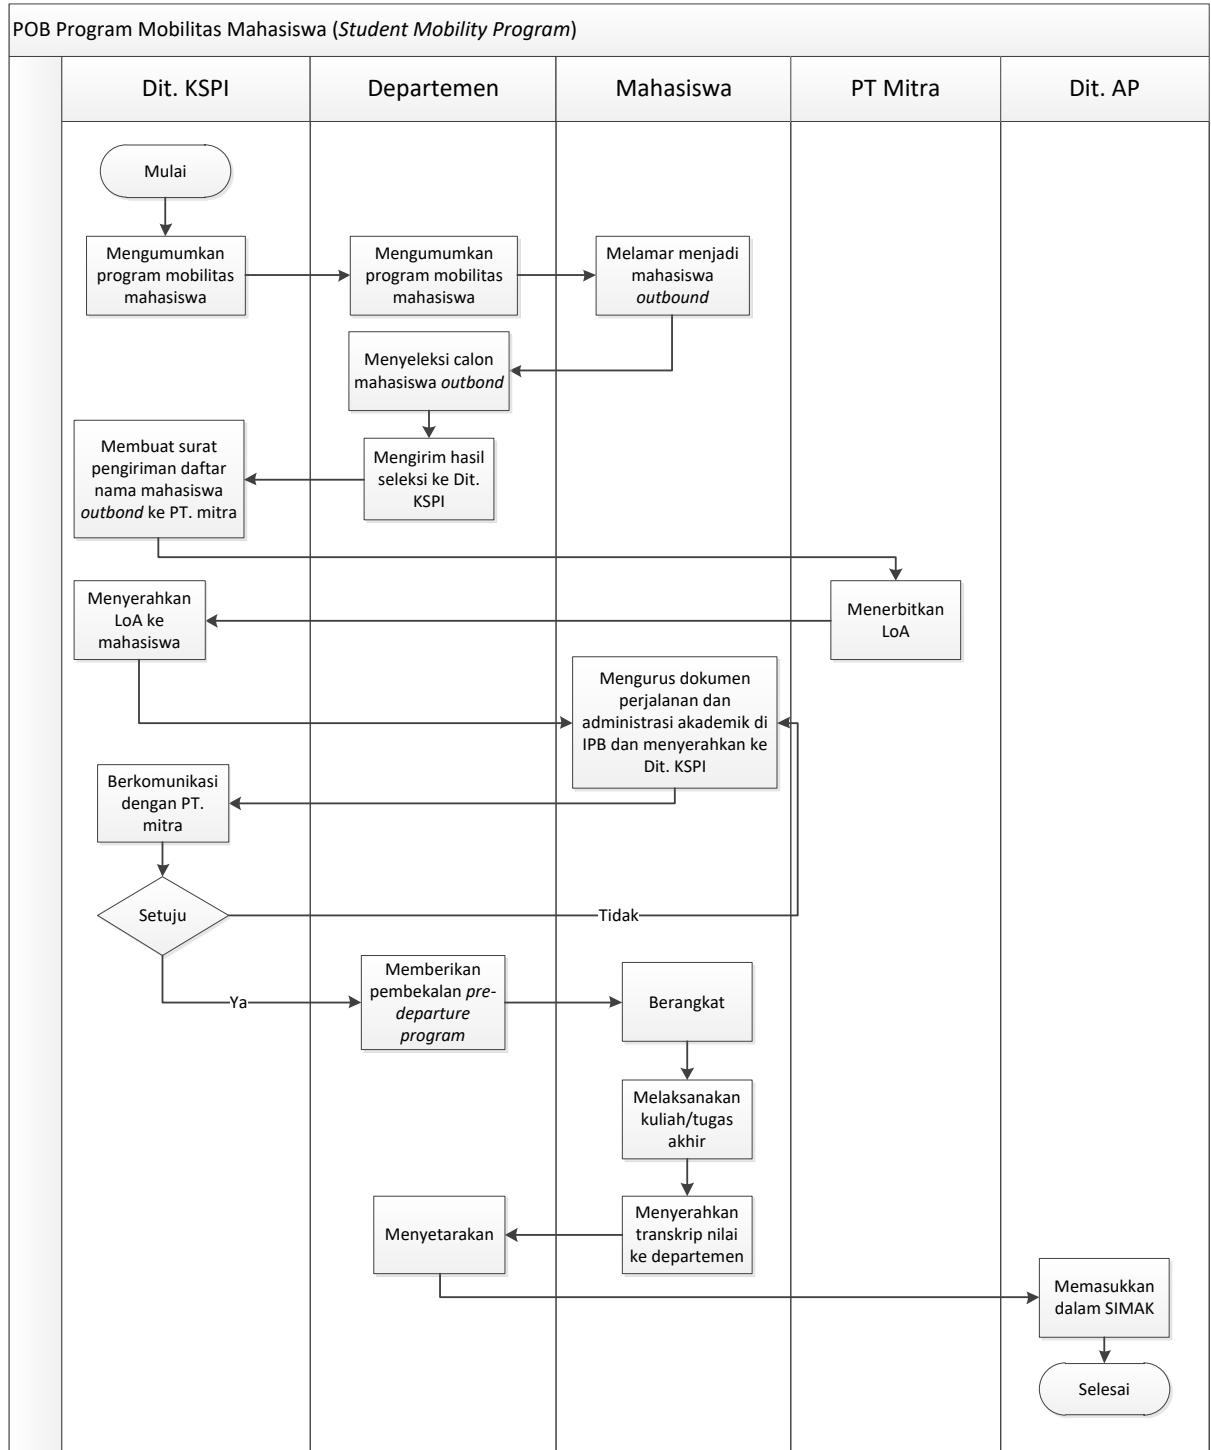 POB Program Mobilitas Mahasiswa (Student Mobility Program)
Dit. KSPI
Departemen
Mahasiswa
PT Mitra
Dit. AP
Mulai
Mengumumkan
program mobilitas
mahasiswa
Mengumumkan
program mobilitas
mahasiswa
Melamar menjadi
mahasiswa
outbound
Menyeleksi calon
mahasiswa outbond
Mengirim hasil
seleksi ke Dit.
KSPI
Membuat surat
pengiriman daftar
nama mahasiswa
outbond ke PT. mitra
Menerbitkan
LoA
Menyerahkan
LoA ke
mahasiswa
Mengurus dokumen
perjalanan dan
administrasi akademik di
IPB dan menyerahkan ke
Dit. KSPI
Berkomunikasi
dengan PT.
mitra
Setuju
Tidak
Ya
Memberikan
pembekalan pre-
departure
program
Berangkat
Melaksanakan
kuliah/tugas
akhir
Menyerahkan
transkrip nilai
ke departemen
Menyetarakan
Memasukkan
dalam SIMAK
Selesai